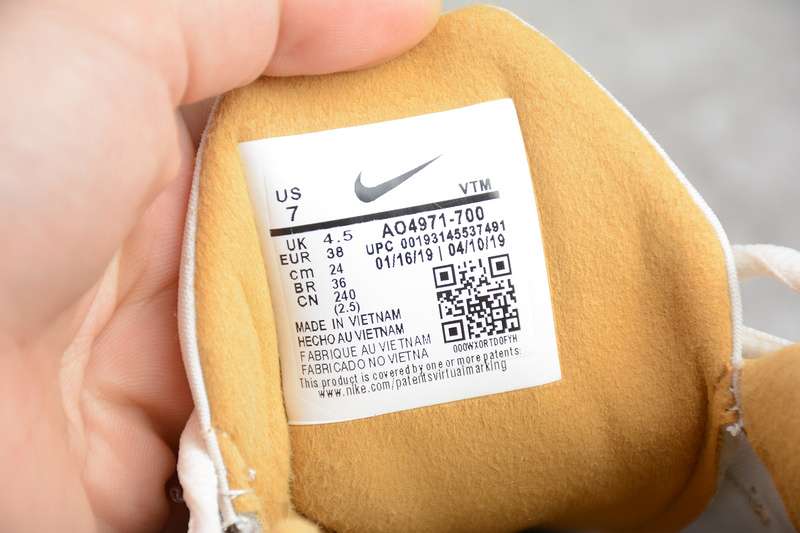 US
7
VTM
UK 4.5
EUR 38
cm 24
BR 36
CN 240
(2.5)
AO4971-700
UPC 00193145537491
01/16/19 | 04/10/19
000WX0RTD0FYH
MADE IN VIETNAM
HECHO AU VIETNAM
FABRIQUE AU VIETNAM
FABRICADO NO VIETNA
This product is covered by one or more patents:
www.nike.com/patentsvirtualmarking